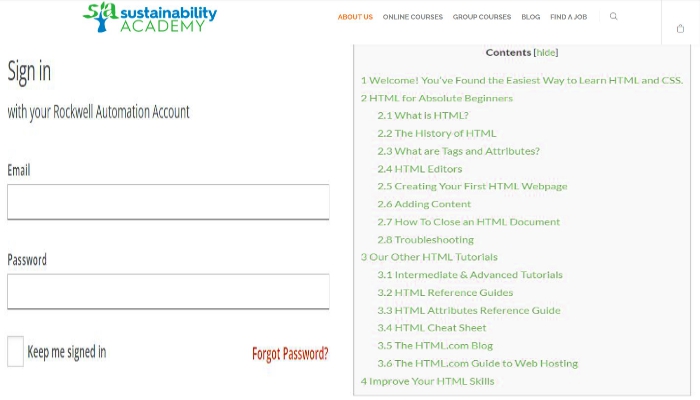 sustainability
ACADEMY
ABOUT US ONLINE COURSES GROUP COURSES BLOG FIND A JOB
Sign in
with your Rockwell Automation Account
Email
Password
Keep me signed in Forgot Password?
Contents [hide]
1 Welcome! You've Found the Easiest Way to Learn HTML and CSS.
2 HTML for Absolute Beginners
2.1 What is HTML?
2.2 The History of HTML
2.3 What are Tags and Attributes?
2.4 HTML Editors
2.5 Creating Your First HTML Webpage
2.6 Adding Content
2.7 How To Close an HTML Document
2.8 Troubleshooting
3 Our Other HTML Tutorials
3.1 Intermediate & Advanced Tutorials
3.2 HTML Reference Guides
3.3 HTML Attributes Reference Guide
3.4 HTML Cheat Sheet
3.5 The HTML.com Blog
3.6 The HTML.com Guide to Web Hosting
4 Improve Your HTML Skills